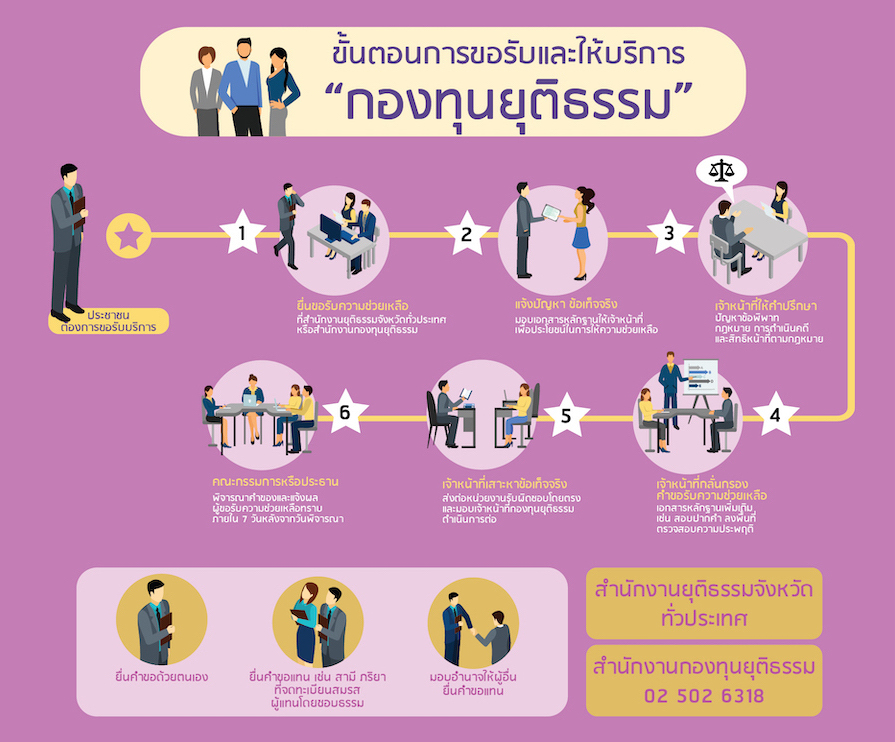 ขั้นตอนการขอรับและให้บริการ
“กองทุนยุติธรรม”
ประชาชน
ต้องการขอรับบริการ
1
ยื่นขอรับความช่วยเหลือ
ที่สำนักงานยุติธรรมจังหวัดทั่วประเทศ
หรือสำนักงานกองทุนยุติธรรม
2
แจ้งปัญหา ข้อเท็จจริง
มอบเอกสารหลักฐานให้เจ้าหน้าที่
เพื่อประโยชน์ในการให้ความช่วยเหลือ
3
เจ้าหน้าที่ให้คำปรึกษา
ปัญหาข้อพิพาท
กฎหมาย การดำเนินคดี
และสิทธิหน้าที่ตามกฎหมาย
4
เจ้าหน้าที่กลั่นกรอง
คำขอรับความช่วยเหลือ
เอกสารหลักฐานเพิ่มเติม
เช่น สอบปากคำ ลงพื้นที่
ตรวจสอบความประพฤติ
5
เจ้าหน้าที่เสาะหาข้อเท็จจริง
ส่งต่อหน่วยงานรับผิดชอบโดยตรง
และมอบเจ้าหน้าที่กองทุนยุติธรรม
ดำเนินการต่อ
6
คณะกรรมการหรือประธาน
พิจารณาคำขอและแจ้งผล
ผู้ขอรับความช่วยเหลือทราบ
ภายใน 7 วันหลังจากวันพิจารณา
ยื่นคำขอด้วยตนเอง
ยื่นคำขอแทน เช่น สามี ภริยา
ที่จดทะเบียนสมรส
ผู้แทนโดยชอบธรรม
มอบอำนาจให้ผู้อื่น
ยื่นคำขอแทน
สำนักงานยุติธรรมจังหวัด
ทั่วประเทศ
สำนักงานกองทุนยุติธรรม
02 502 6318